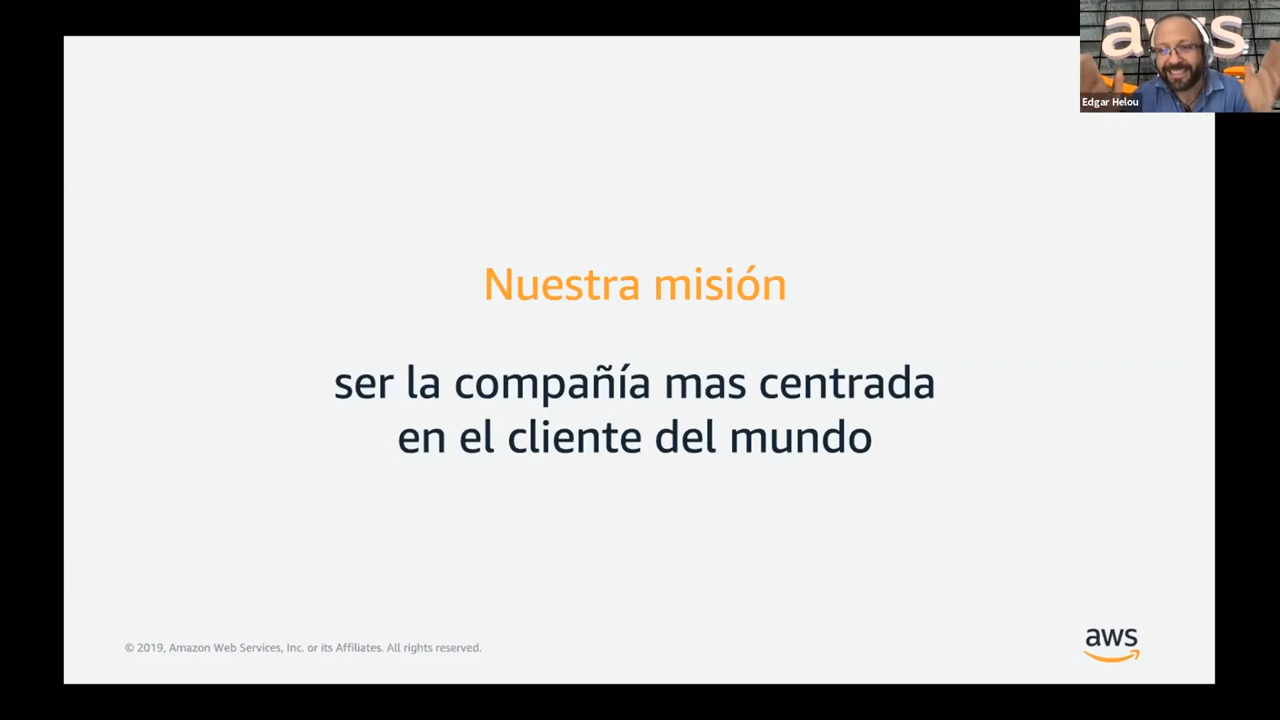 aws
Edgar Helou
Nuestra misión
ser la compañía mas centrada
en el cliente del mundo
© 2019, Amazon Web Services, Inc. or its Affiliates. All rights reserved.
aws